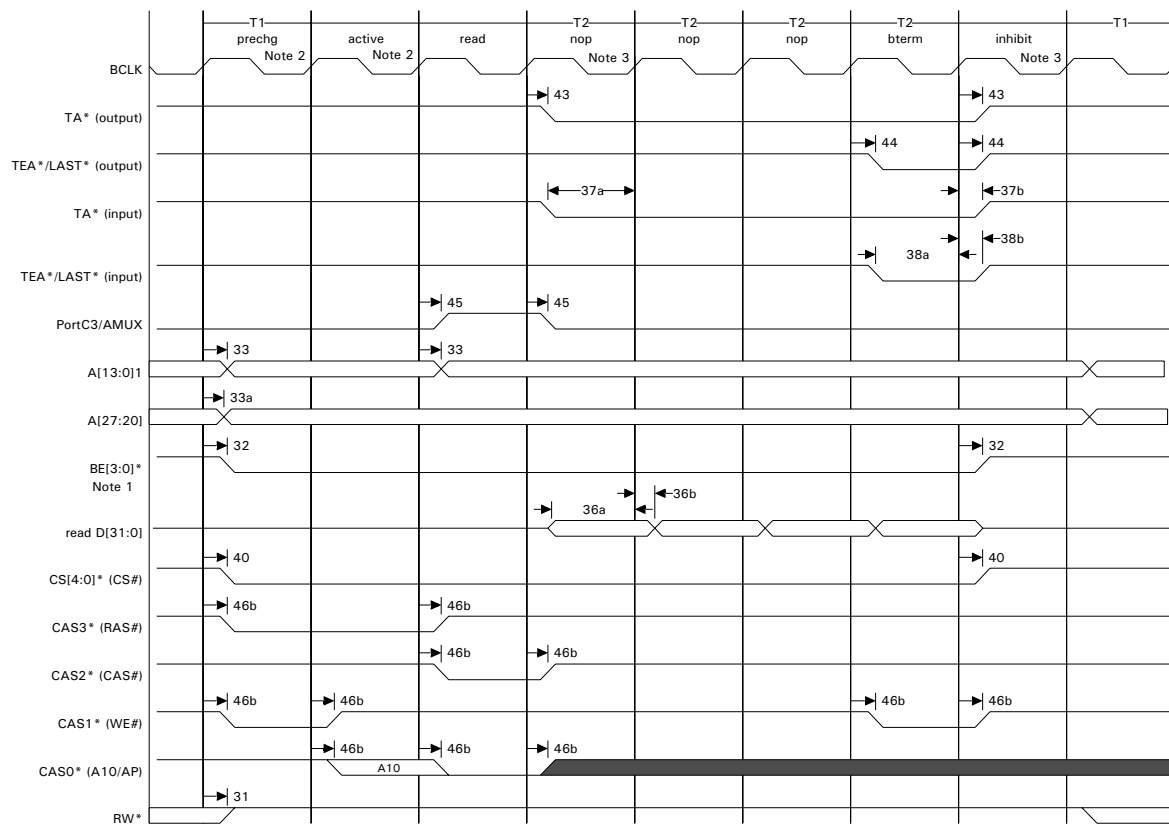 T1 T2 T2 T2 T2 T1
prechg active read nop nop nop bterm inhibit
Note 2 Note 2 Note 3 Note 3
BCLK
43 43
TA* (output)
44 44
TEA*/LAST* (output)
37a 37b
TA* (input)
38a 38b
TEA*/LAST* (input)
45 45
PortC3/AMUX
33 33
A[13:0]1
33a
A[27:20]
32 32
BE[3:0]*
Note 1
36a 36b
read D[31:0]
40 40
CS[4:0]* (CS#)
46b 46b
CAS3* (RAS#)
46b 46b
CAS2* (CAS#)
46b 46b 46b 46b
CAS1* (WE#)
46b 46b 46b
CAS0* (A10/AP) A10
31
RW*